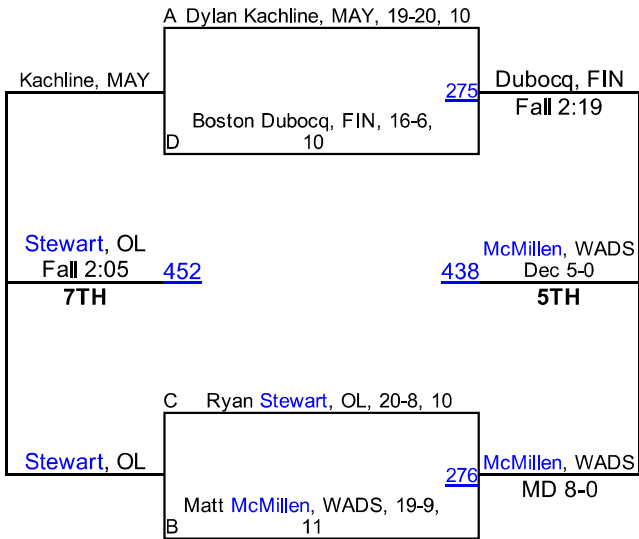 A Dylan Kachline, MAY, 19-20, 10
Kachline, MAY
275
Dubocq, FIN
Fall 2:19
Boston Dubocq, FIN, 16-6,
10
D
Stewart, OL
Fall 2:05
7TH
452
438
McMillen, WADS
Dec 5-0
5TH
C Ryan Stewart, OL, 20-8, 10
Stewart, OL
276
McMillen, WADS
MD 8-0
Matt McMillen, WADS, 19-9,
11
B